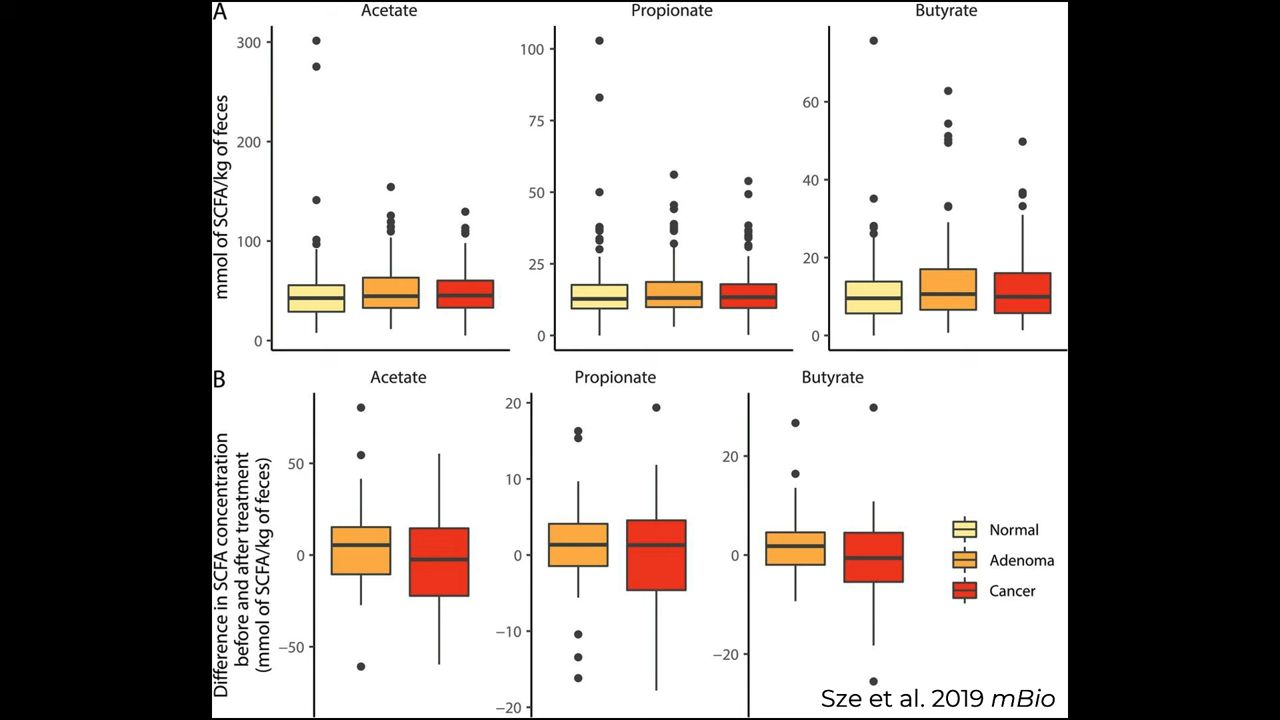 A
Acetate
Propionate
Butyrate
mmol of SCFA/kg of feces
300
200
100
0
100
75
50
25
0
60
40
20
0
B
Acetate
Propionate
Butyrate
Difference in SCFA concentration
before and after treatment
(mmol of SCFA/kg of feces)
50
0
−50
20
10
0
−10
−20
20
0
−20
Normal
Adenoma
Cancer
Sze et al. 2019 mBio